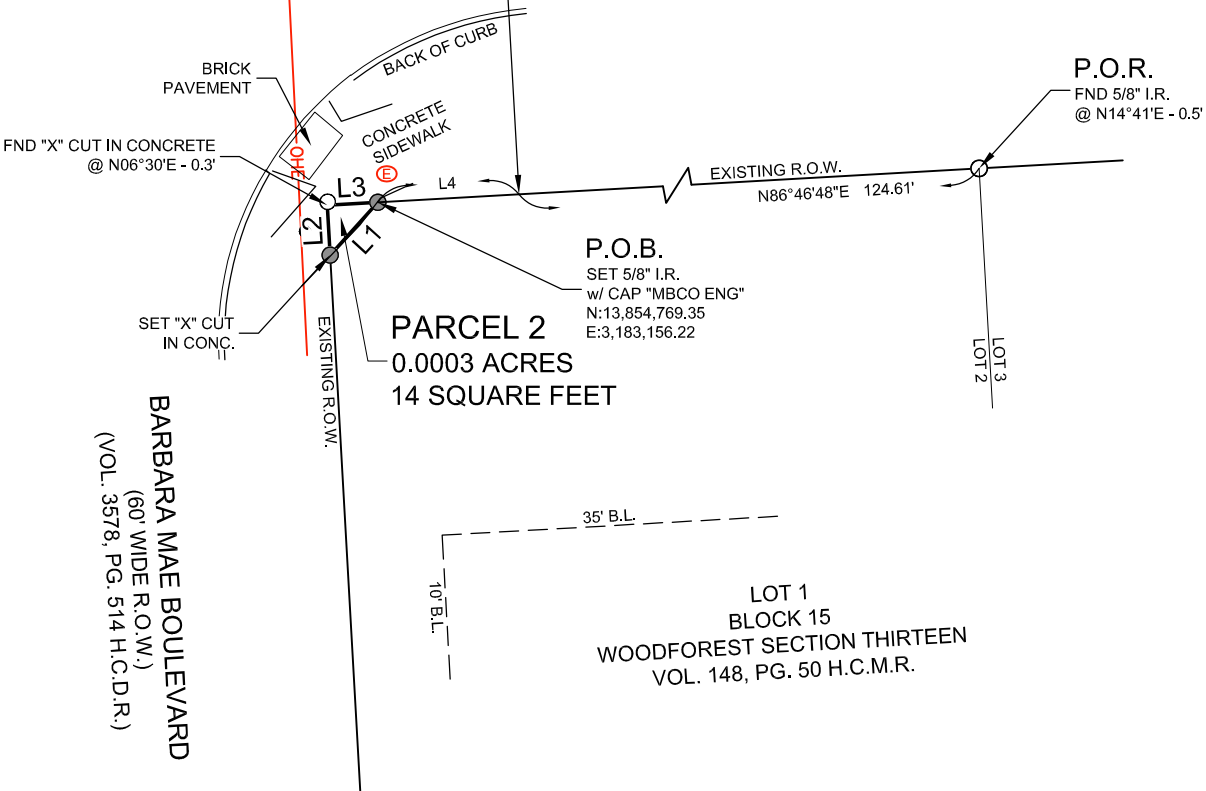 BACK OF CURB
BRICK
PAVEMENT
P.O.R.
FND 5/8" I.R.
@ N14°41'E - 0.5'
FND "X" CUT IN CONCRETE
@ N06°30'E - 0.3'
CONCRETE
SIDEWALK
OHE
E
L3
L4
EXISTING R.O.W.
N86°46'48"E 124.61'
L2
L1
P.O.B.
SET 5/8" I.R.
w/ CAP "MBCO ENG"
N:13,854,769.35
E:3,183,156.22
SET "X" CUT
IN CONC.
PARCEL 2
0.0003 ACRES
14 SQUARE FEET
EXISTING R.O.W.
LOT 3
LOT 2
BARBARA MAE BOULEVARD
(60' WIDE R.O.W.)
(VOL. 3578, PG. 514 H.C.D.R.)
35' B.L.
10' B.L.
LOT 1
BLOCK 15
WOODFOREST SECTION THIRTEEN
VOL. 148, PG. 50 H.C.M.R.